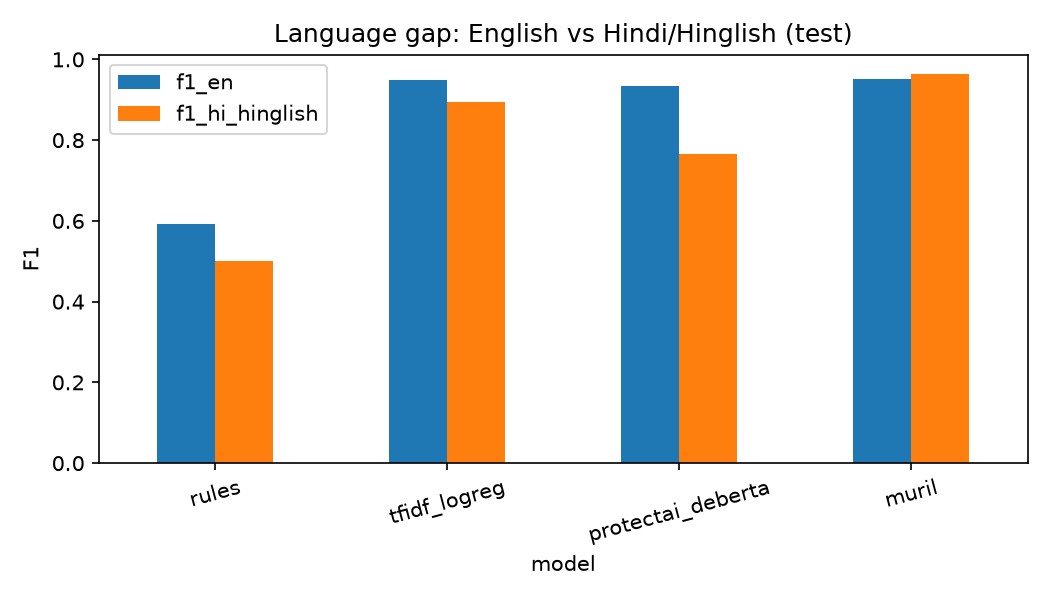 Language gap: English vs Hindi/Hinglish (test)
f1_en
f1_hi_hinglish
F1
1.0
0.8
0.6
0.4
0.2
0.0
rules
tfidf_logreg
protectai_deberta
muril
model